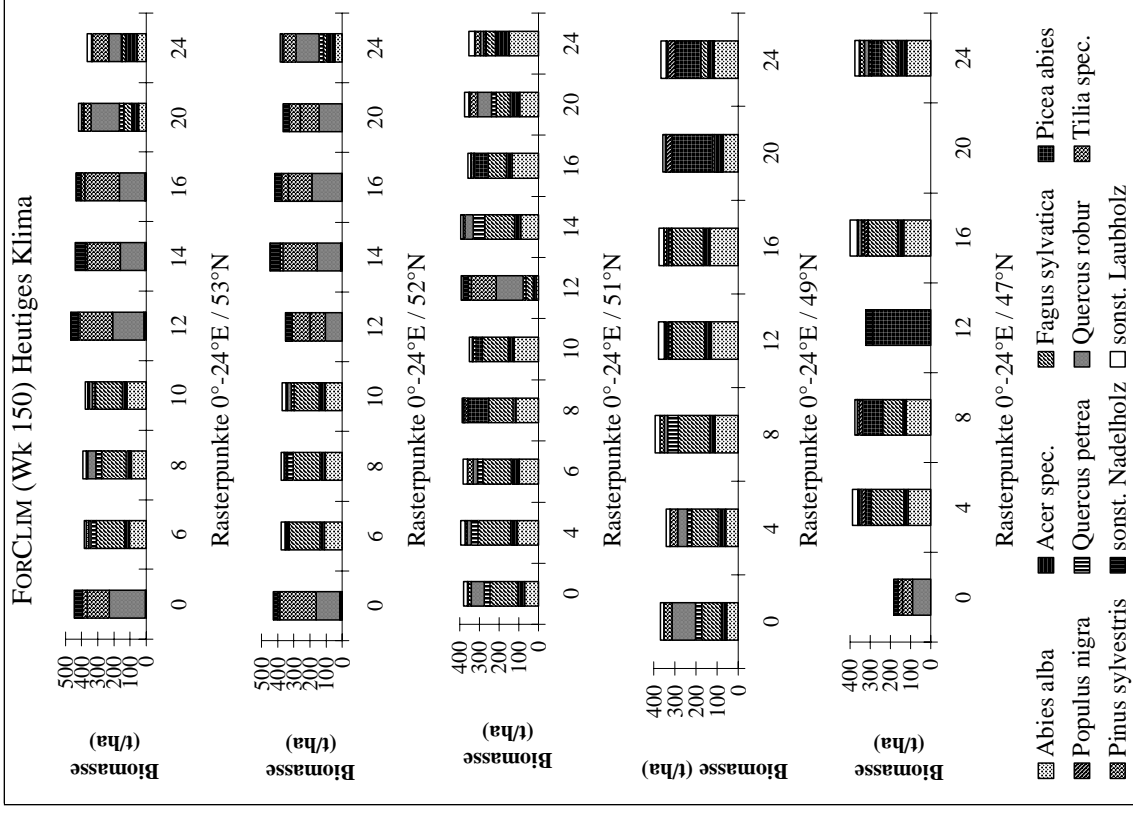 FORCLIM (Wk 150) Heutiges Klima
Biomasse
(t/ha)
500
400
300
200
100
0
0 6 8 10 12 14 16 20 24
Rasterpunkte 0°-24°E / 53°N
Biomasse
(t/ha)
500
400
300
200
100
0
0 6 8 10 12 14 16 20 24
Rasterpunkte 0°-24°E / 52°N
Biomasse
(t/ha)
400
300
200
100
0
0 4 6 8 10 12 14 16 20 24
Rasterpunkte 0°-24°E / 51°N
Biomasse (t/ha)
400
300
200
100
0
0 4 8 12 16 20 24
Rasterpunkte 0°-24°E / 49°N
Biomasse
(t/ha)
400
300
200
100
0
0 4 8 12 16 20 24
Rasterpunkte 0°-24°E / 47°N
Abies alba Acer spec. Fagus sylvatica Picea abies
Populus nigra Quercus petrea Quercus robur Tilia spec.
Pinus sylvestris sonst. Nadelholz sonst. Laubholz